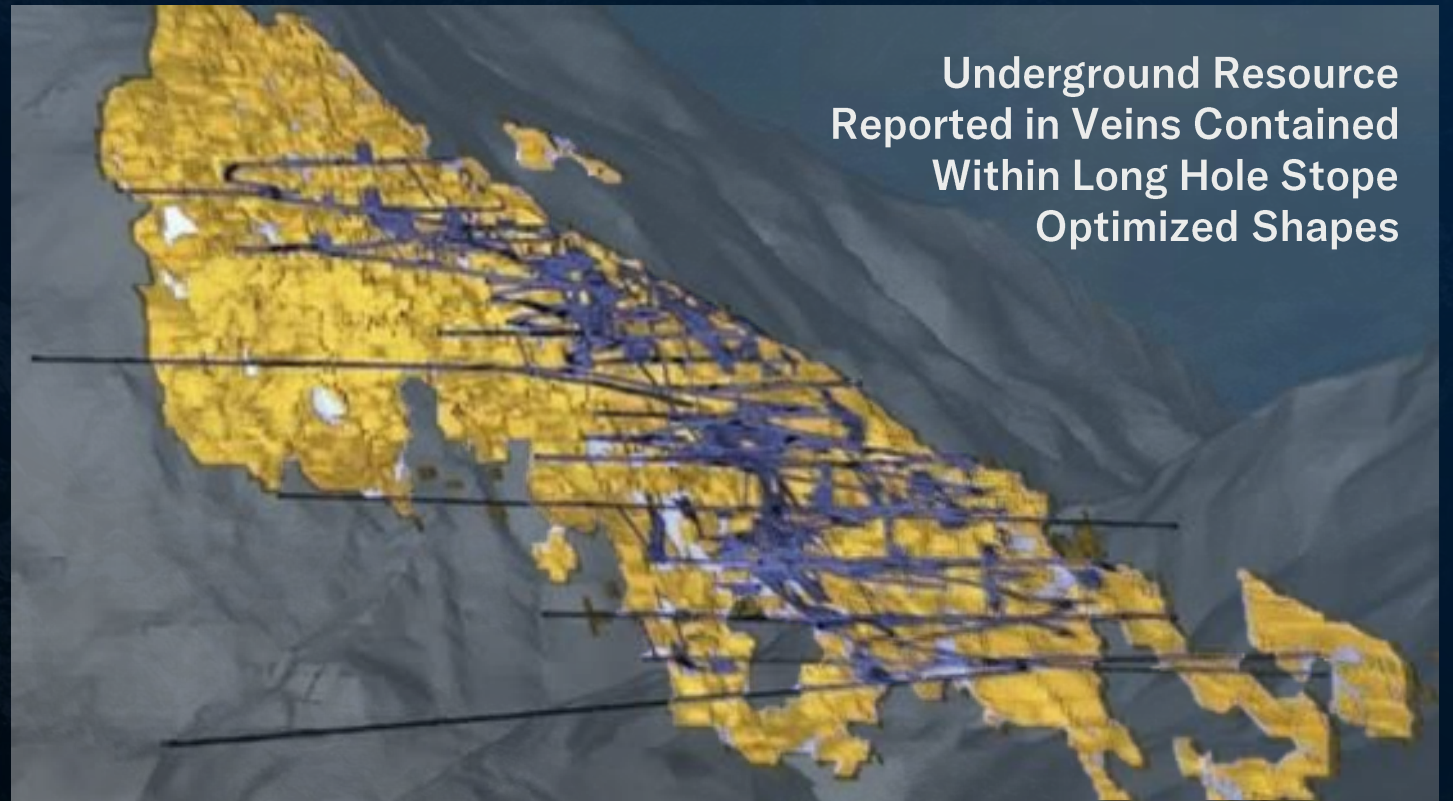 Underground Resource
Reported in Veins Contained
Within Long Hole Stope
Optimized Shapes